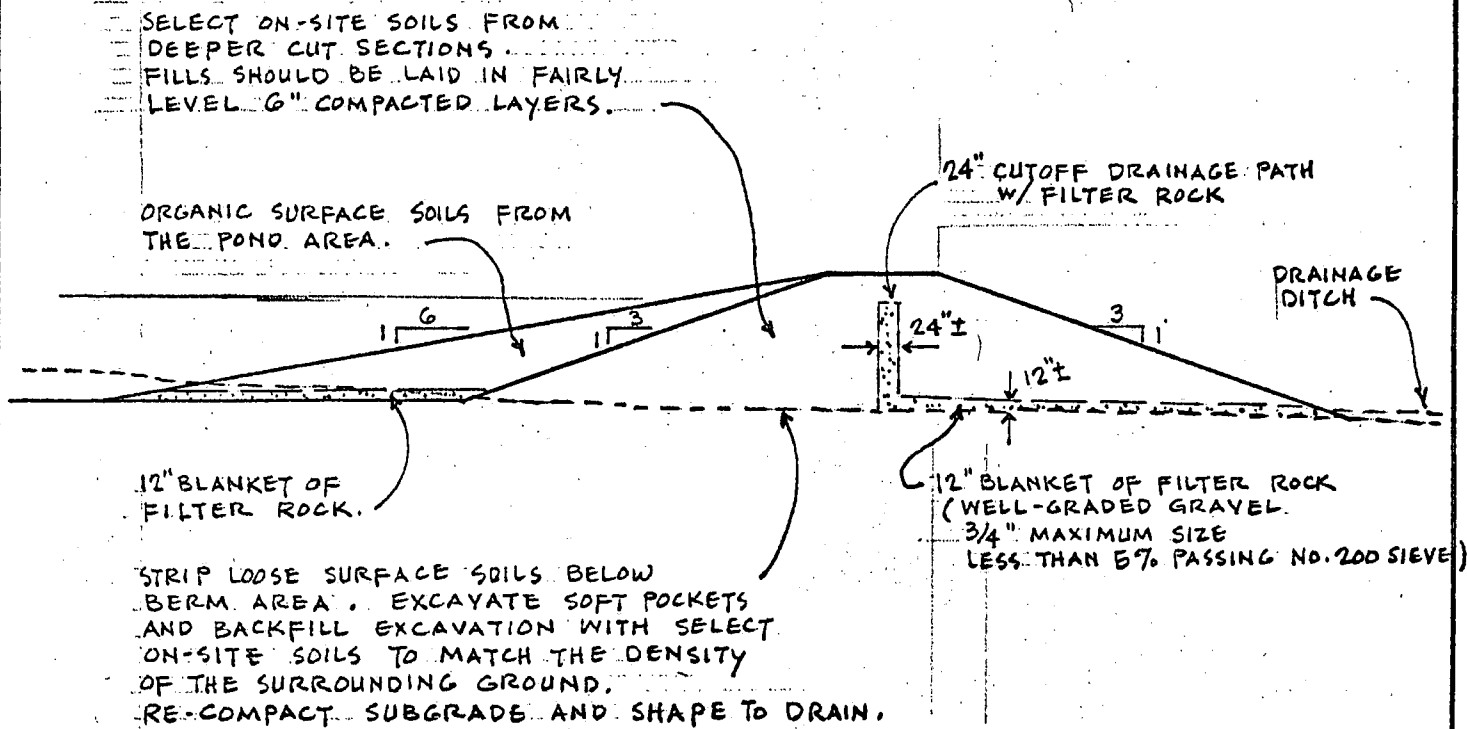 SELECT ON-SITE SOILS FROM
DEEPER CUT SECTIONS.
FILLS SHOULD BE LAID IN FAIRLY
LEVEL 6" COMPACTED LAYERS.
24" CUTOFF DRAINAGE PATH
W/ FILTER ROCK
ORGANIC SURFACE SOILS FROM
THE POND AREA.
DRAINAGE
DITCH
1 6
1 3
24"±
3 1
12"±
12" BLANKET OF
FILTER ROCK.
12" BLANKET OF FILTER ROCK
(WELL-GRADED GRAVEL.
3/4" MAXIMUM SIZE
LESS THAN 5% PASSING NO. 200 SIEVE)
STRIP LOOSE SURFACE SOILS BELOW
BERM AREA. EXCAVATE SOFT POCKETS
AND BACKFILL EXCAVATION WITH SELECT
ON-SITE SOILS TO MATCH THE DENSITY
OF THE SURROUNDING GROUND.
RE-COMPACT SUBGRADE AND SHAPE TO DRAIN.